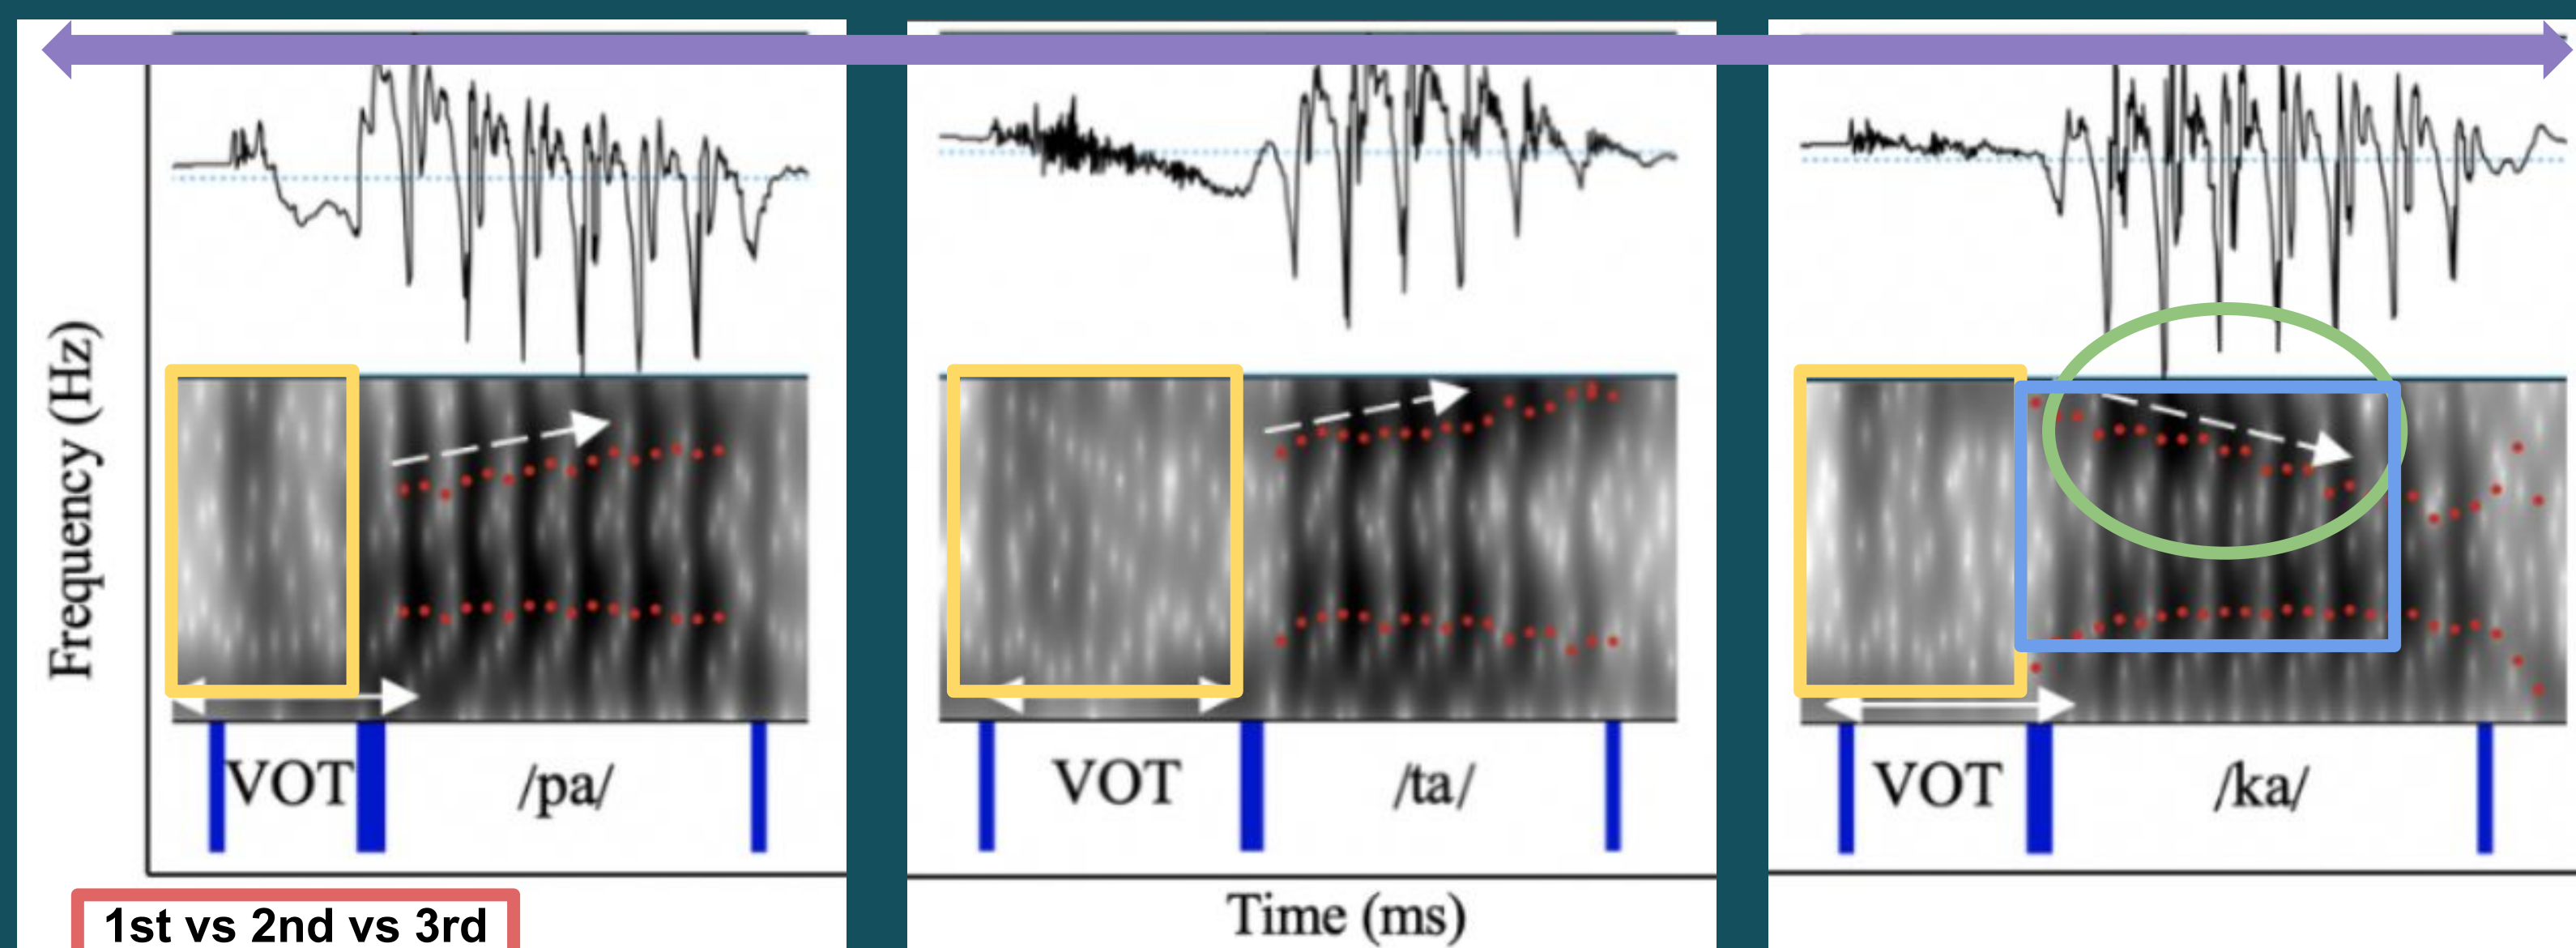 Frequency (Hz)
VOT
/pa/
VOT
/ta/
VOT
/ka/
Time (ms)
1st vs 2nd vs 3rd